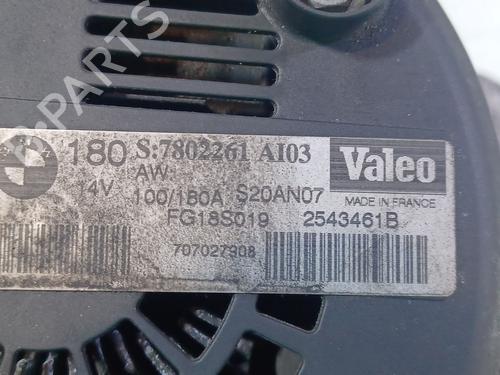 180 S:7802261 AI03
AW
14V 100/180A S20AN07
FG18S019 2543461B
707027908
Valeo
MADE IN FRANCE
B-PARTS